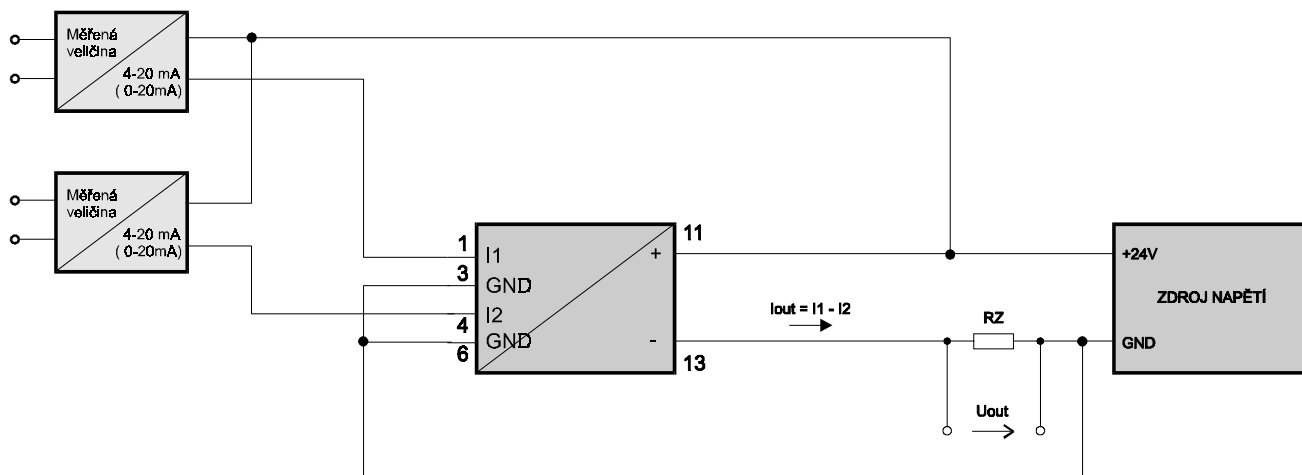 Měřená
veličina
4-20 mA
( 0-20mA)
Měřená
veličina
4-20 mA
( 0-20mA)
1
I1
3
GND
I2
4
GND
6
+
11
-
13
Iout = I1 - I2
RZ
Uout
+24V
ZDROJ NAPĚTÍ
GND